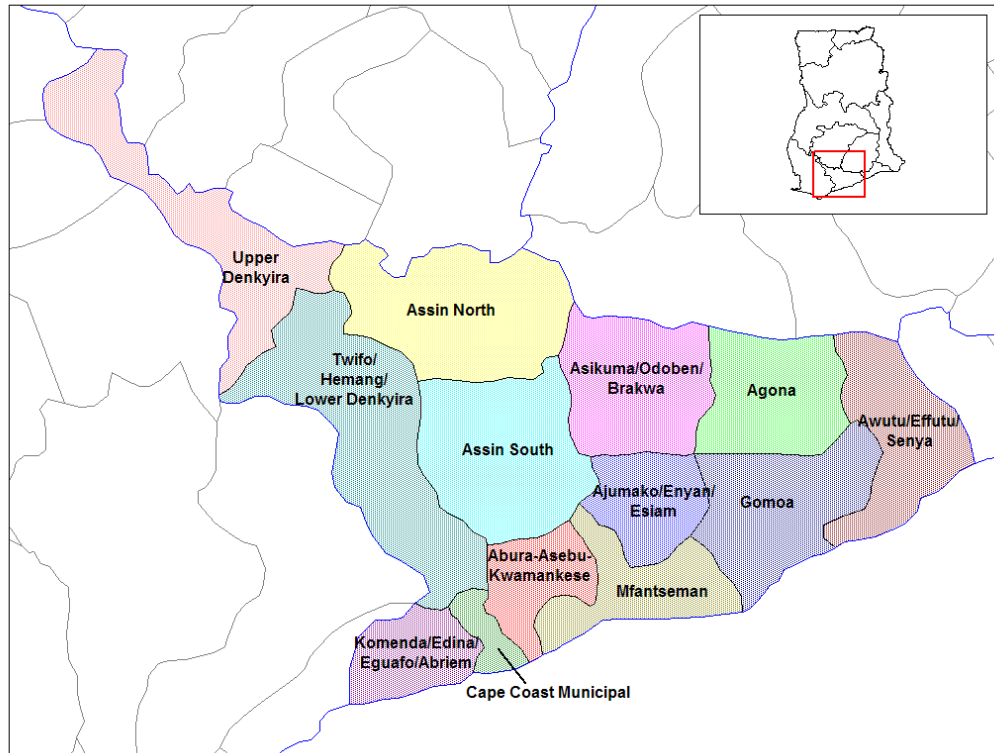 Upper
Denkyira
Assin North
Twifo/
Hemang/
Lower Denkyira
Asikuma/Odoben/
Brakwa
Agona
Awutu/Effutu/
Senya
Assin South
Ajumako/Enyan/
Esiam
Gomoa
Abura-Asebu-
Kwamankese
Mfantseman
Komenda/Edina/
Eguafo/Abriem
Cape Coast Municipal